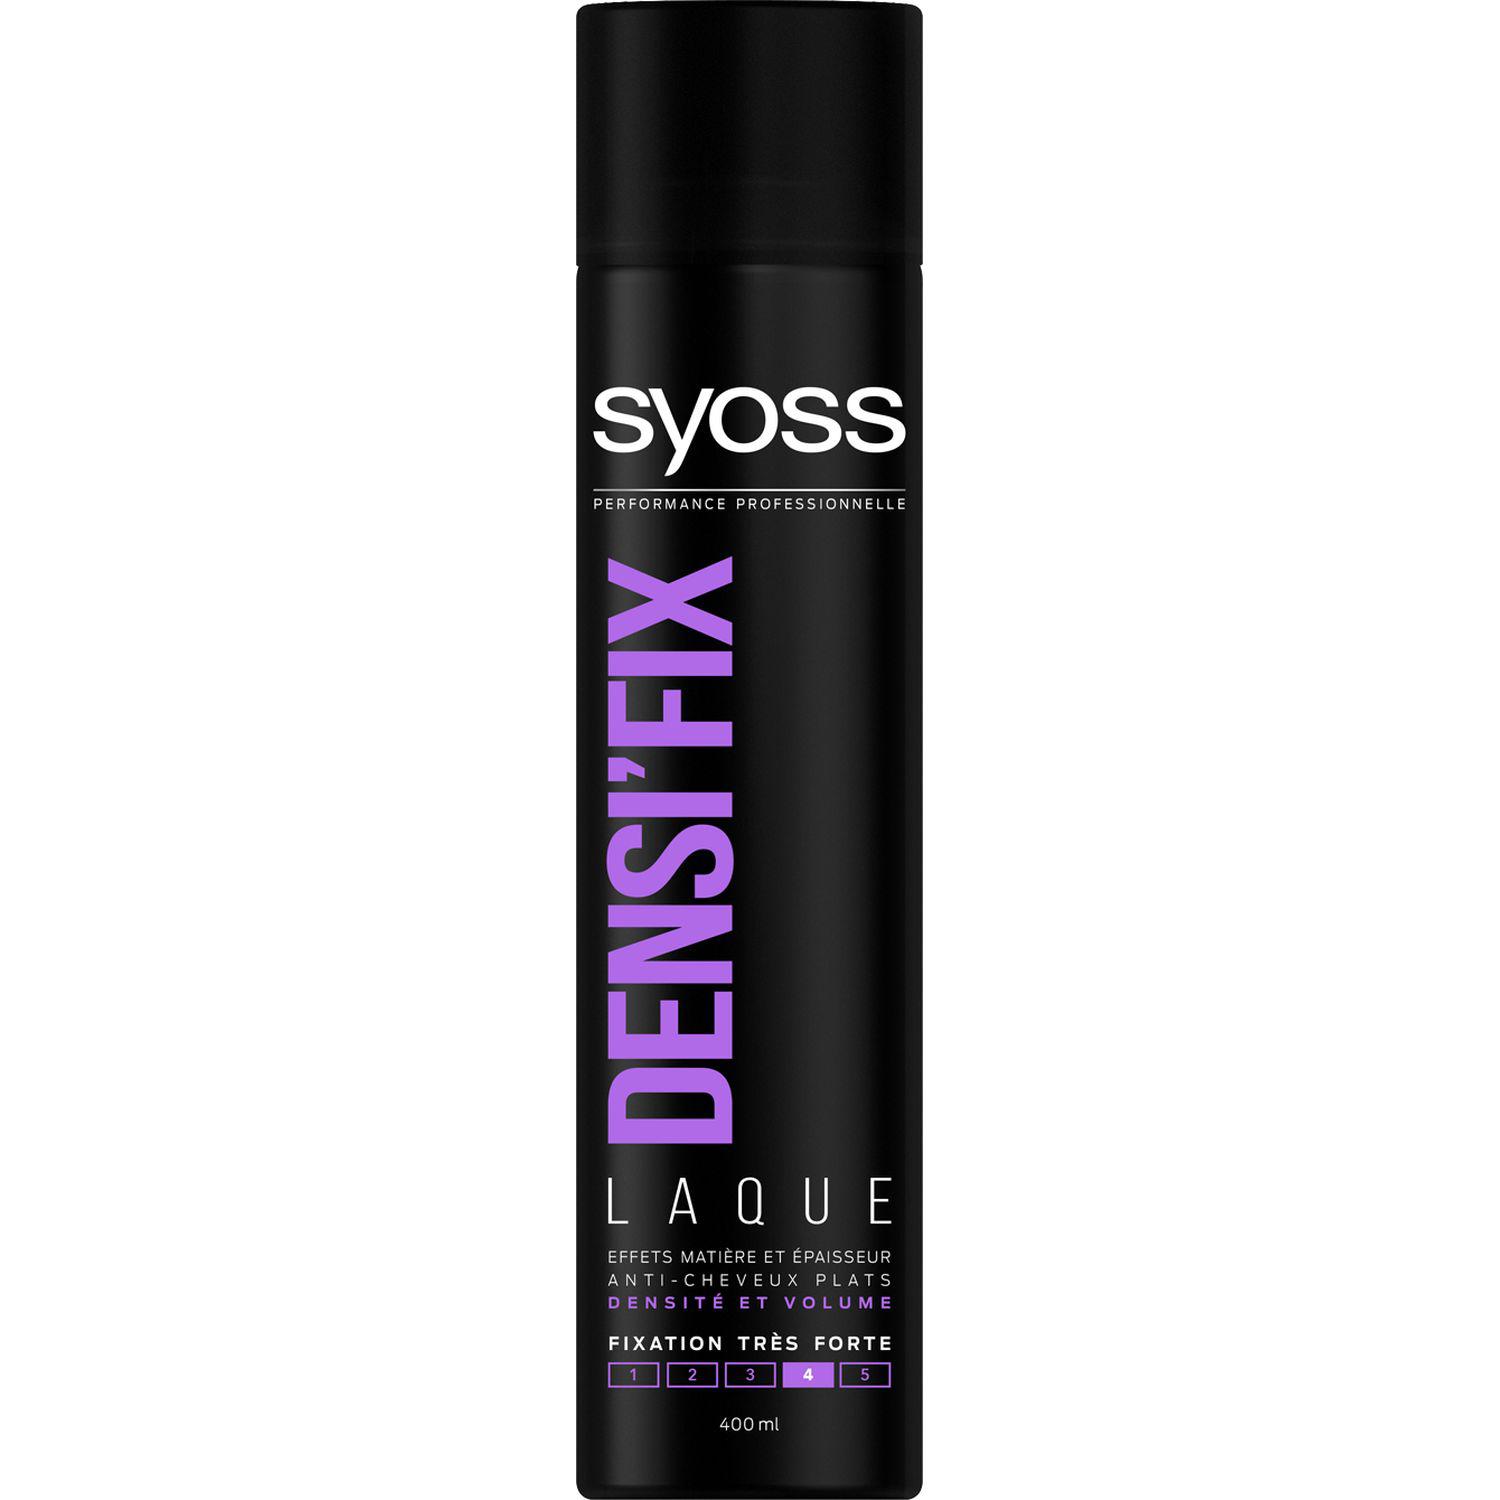 syoss
PERFORMANCE PROFESSIONNELLE
DENSI'FIX
LAQUE
EFFETS MATIÈRE ET ÉPAISSEUR
ANTI-CHEVEUX PLATS
DENSITÉ ET VOLUME
FIXATION TRÈS FORTE
1 2 3 4 5
400 ml